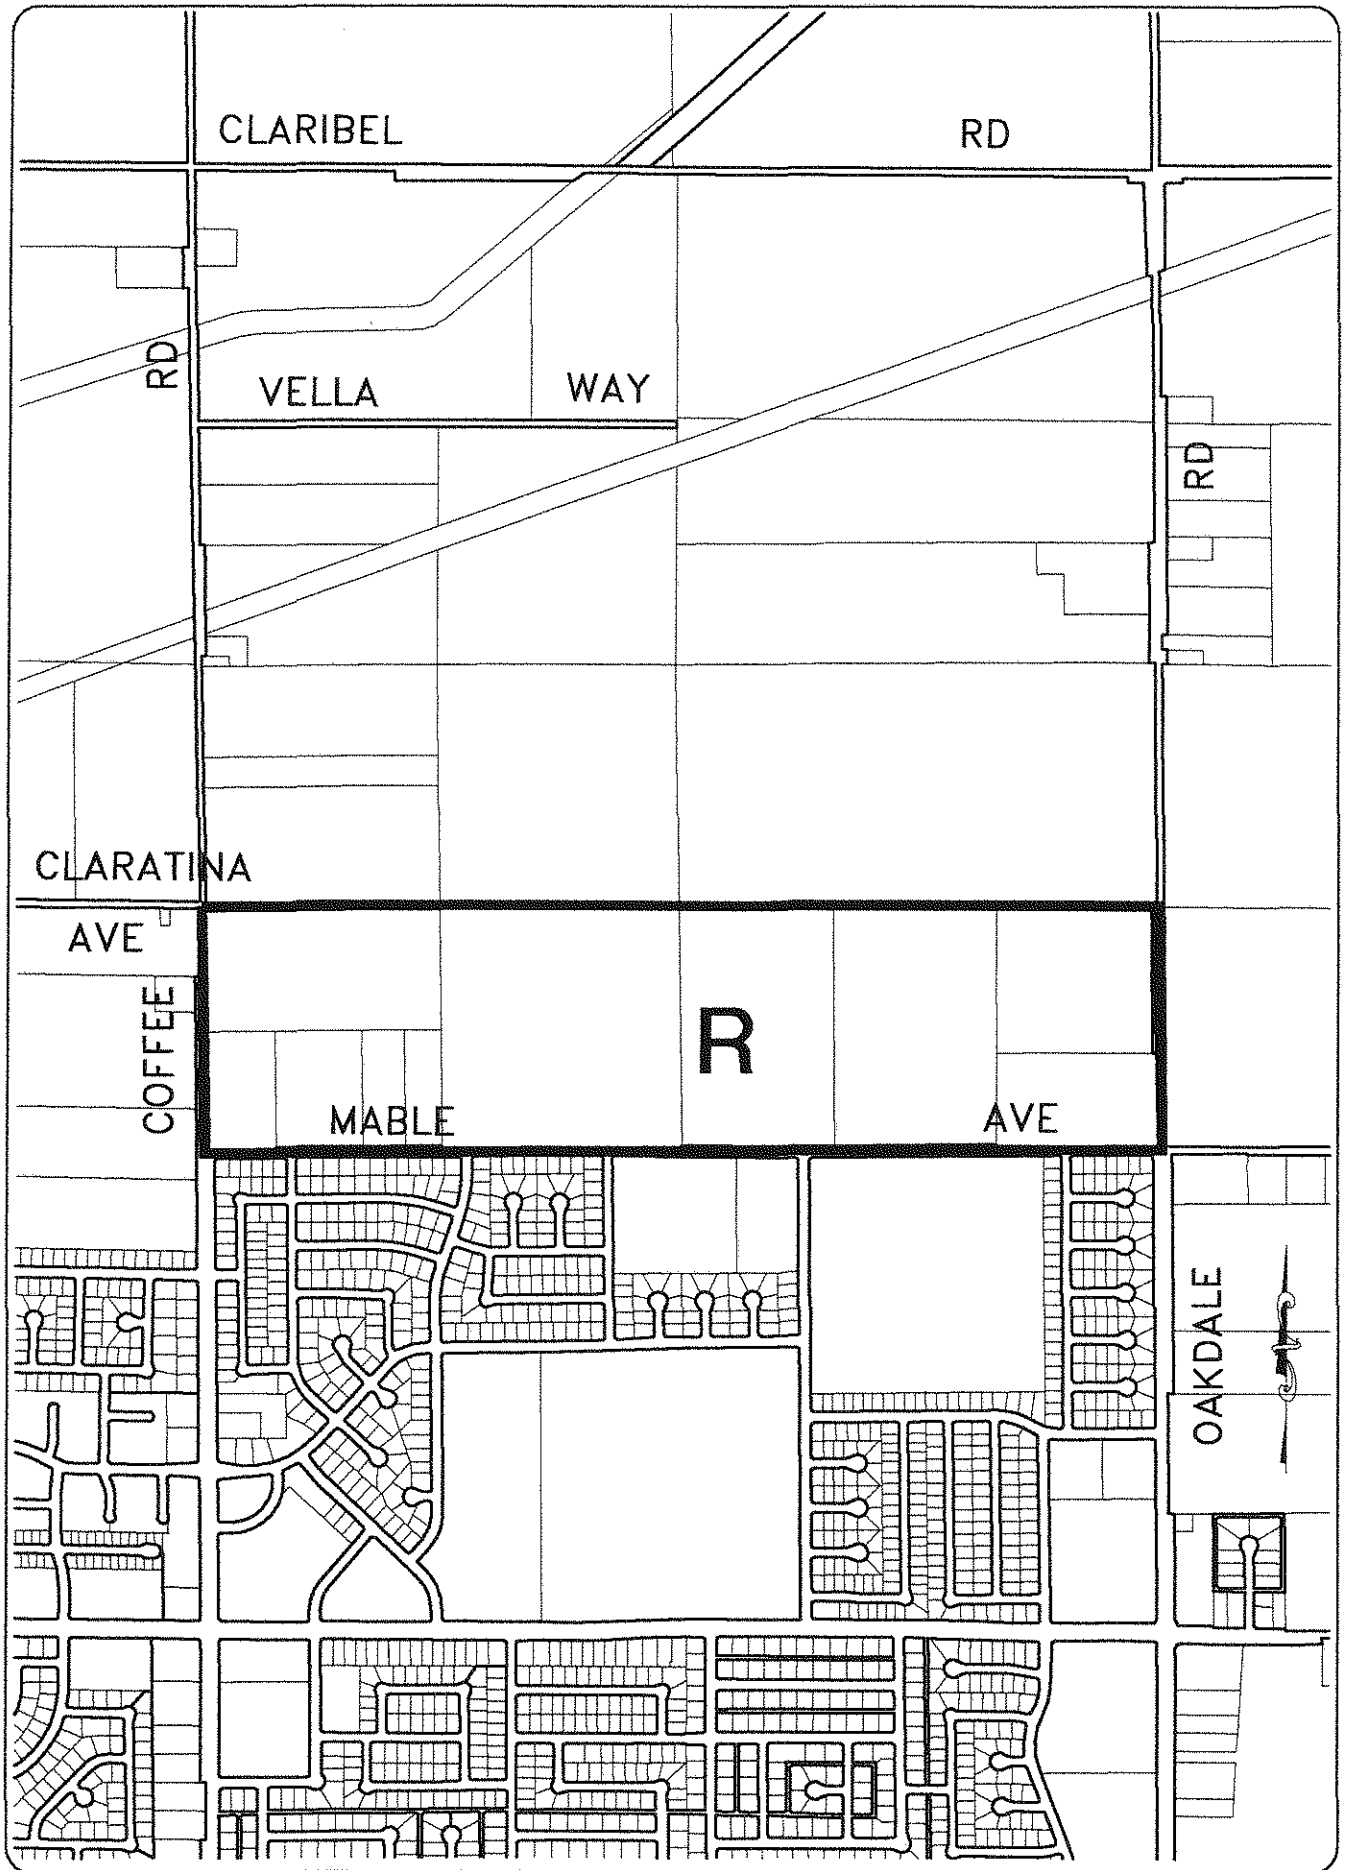 CLARIBEL RD
RD
VELLA WAY
RD
CLARATINA
AVE
COFFEE
R
MABLE AVE
OAKDALE